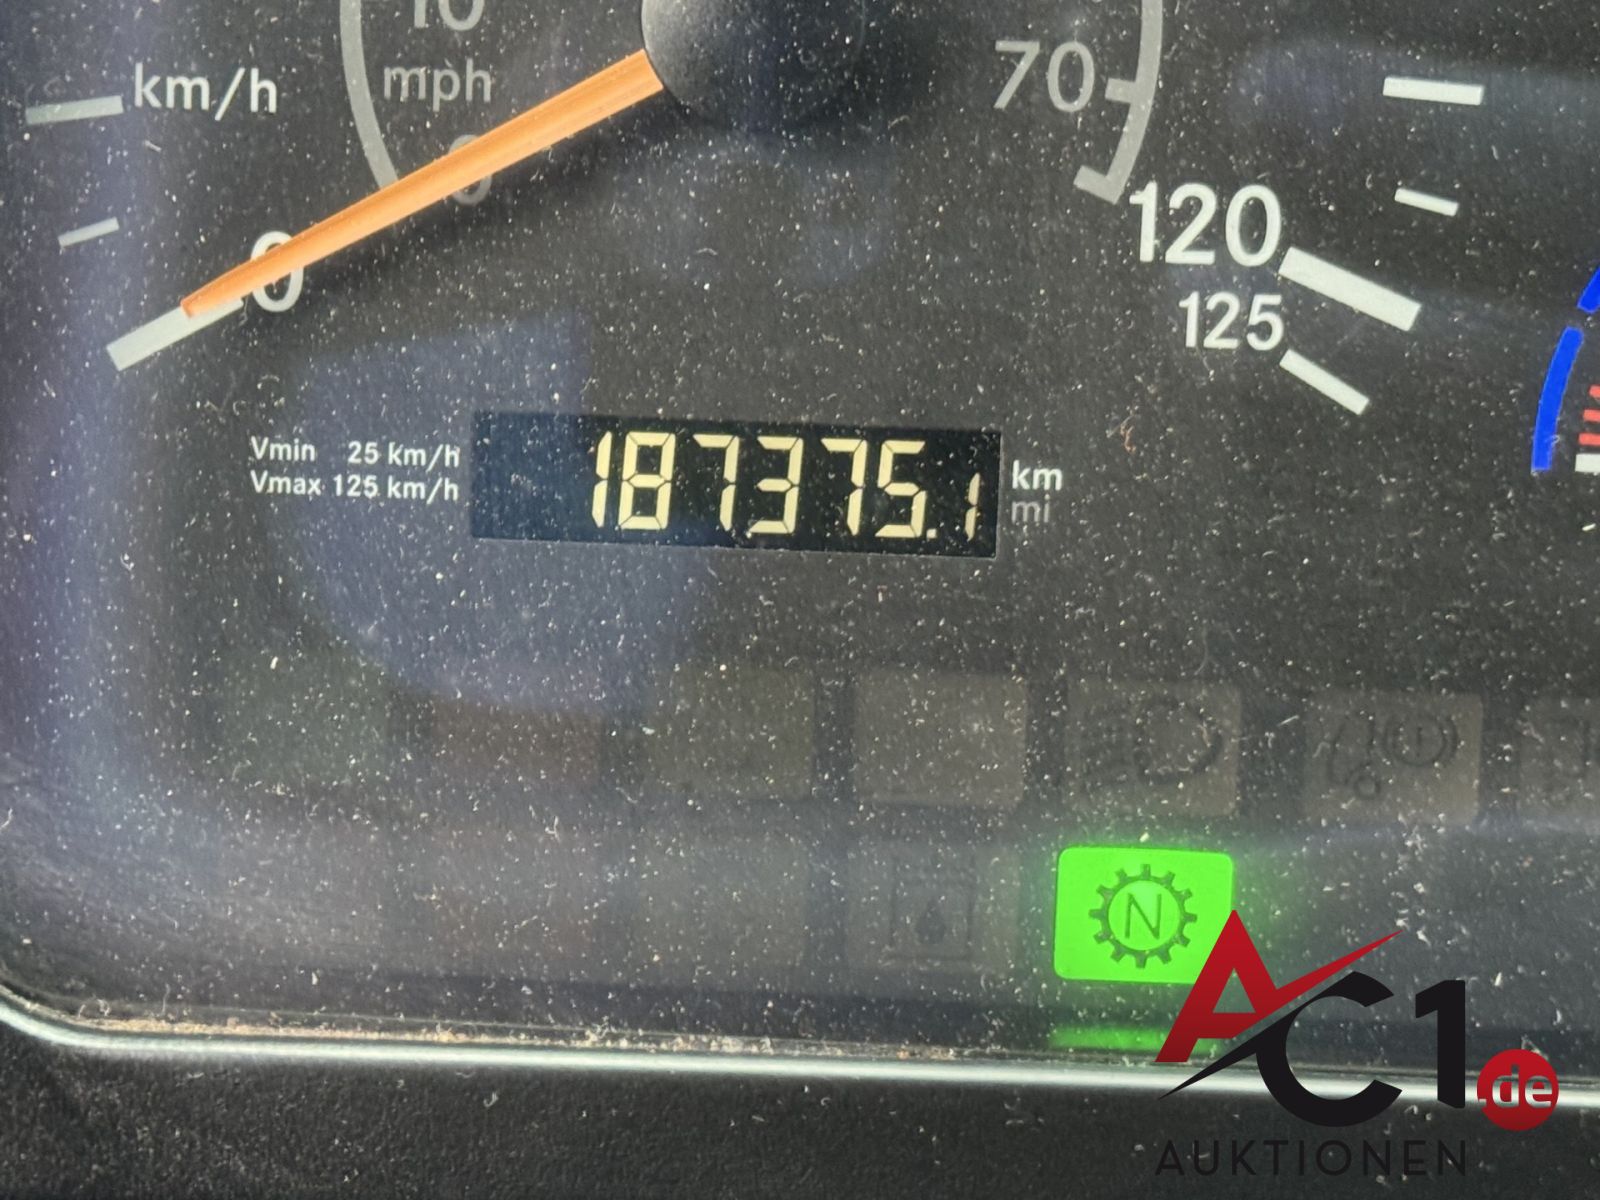 10
km/h
mph
70
0
120
0
125
Vmin 25 km/h
Vmax 125 km/h
187375.1
km
mi
N
AC1.de
AUKTIONEN